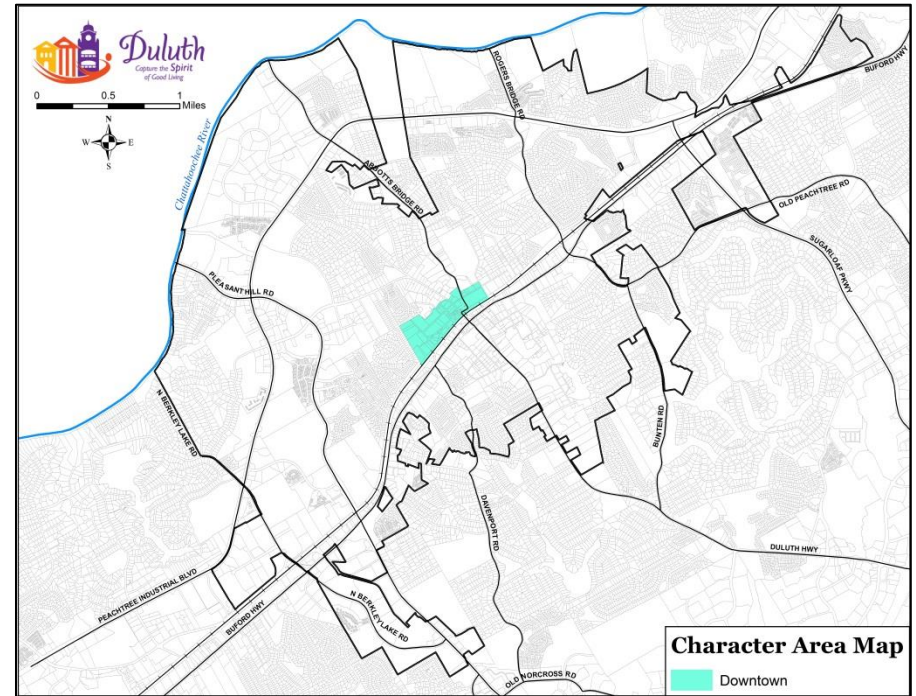 Duluth
Capture the Spirit
of Good Living
0 0.5 1
Miles
N
W E
S
Chattahoochee River
ROGERS BRIDGE RD
BUFORD HWY
ABBOTTS BRIDGE RD
OLD PEACHTREE RD
SUGARLOAF PKWY
PLEASANT HILL RD
N BERKLEY LAKE RD
BUNTEN RD
DAVENPORT RD
DULUTH HWY
PEACHTREE INDUSTRIAL BLVD
BUFORD HWY
N BERKLEY LAKE RD
OLD NORCROSS RD
Character Area Map
Downtown